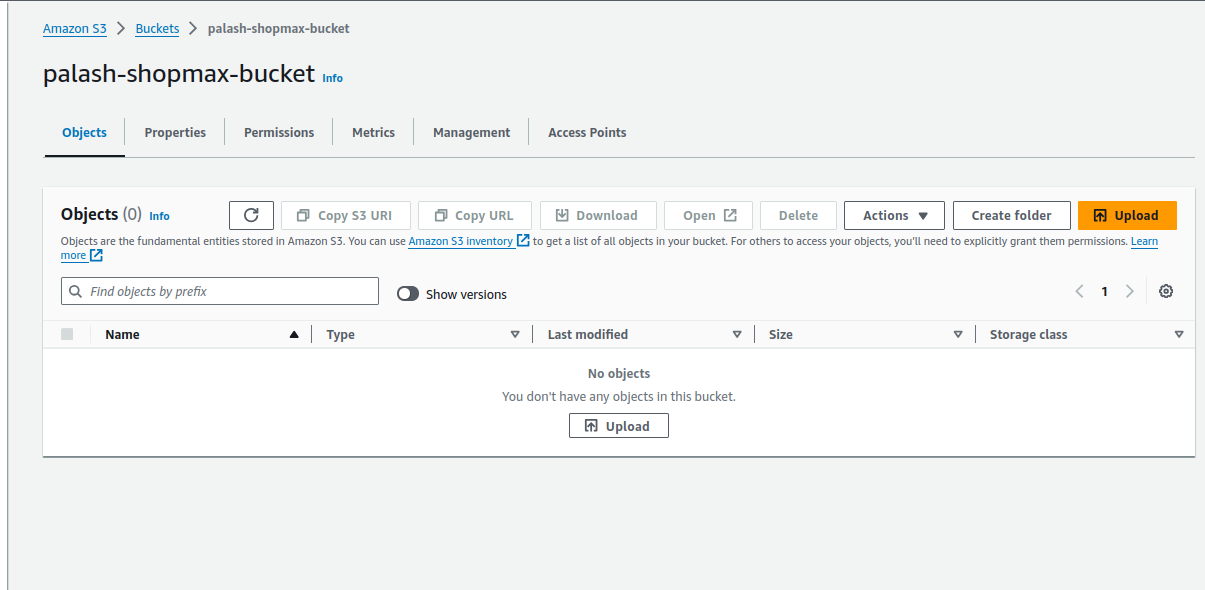 Amazon S3 > Buckets > palash-shopmax-bucket
palash-shopmax-bucket Info
Objects Properties Permissions Metrics Management Access Points
Objects (0) Info Copy S3 URI Copy URL Download Open Delete Actions Create folder Upload
Objects are the fundamental entities stored in Amazon S3. You can use Amazon S3 inventory to get a list of all objects in your bucket. For others to access your objects, you'll need to explicitly grant them permissions. Learn
more
Find objects by prefix Show versions 1
Name Type Last modified Size Storage class
No objects
You don't have any objects in this bucket.
Upload